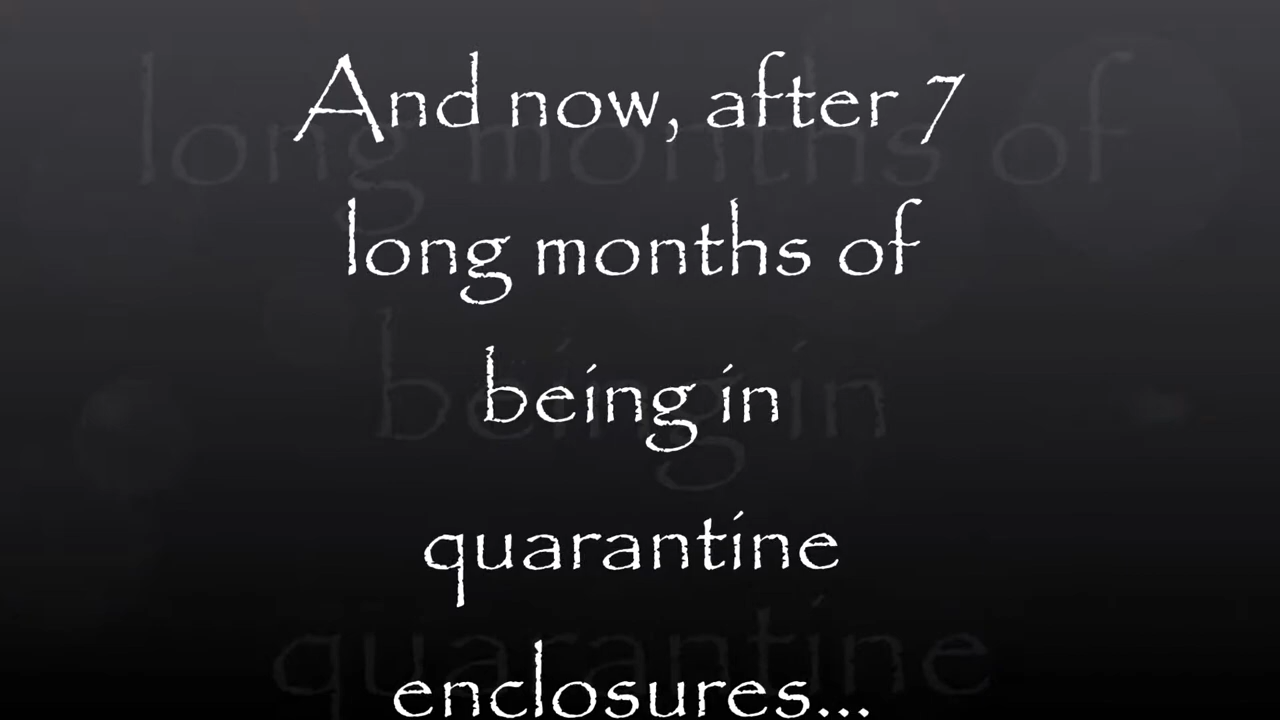 And now, after 7
long months of
being in
quarantine
enclosures...